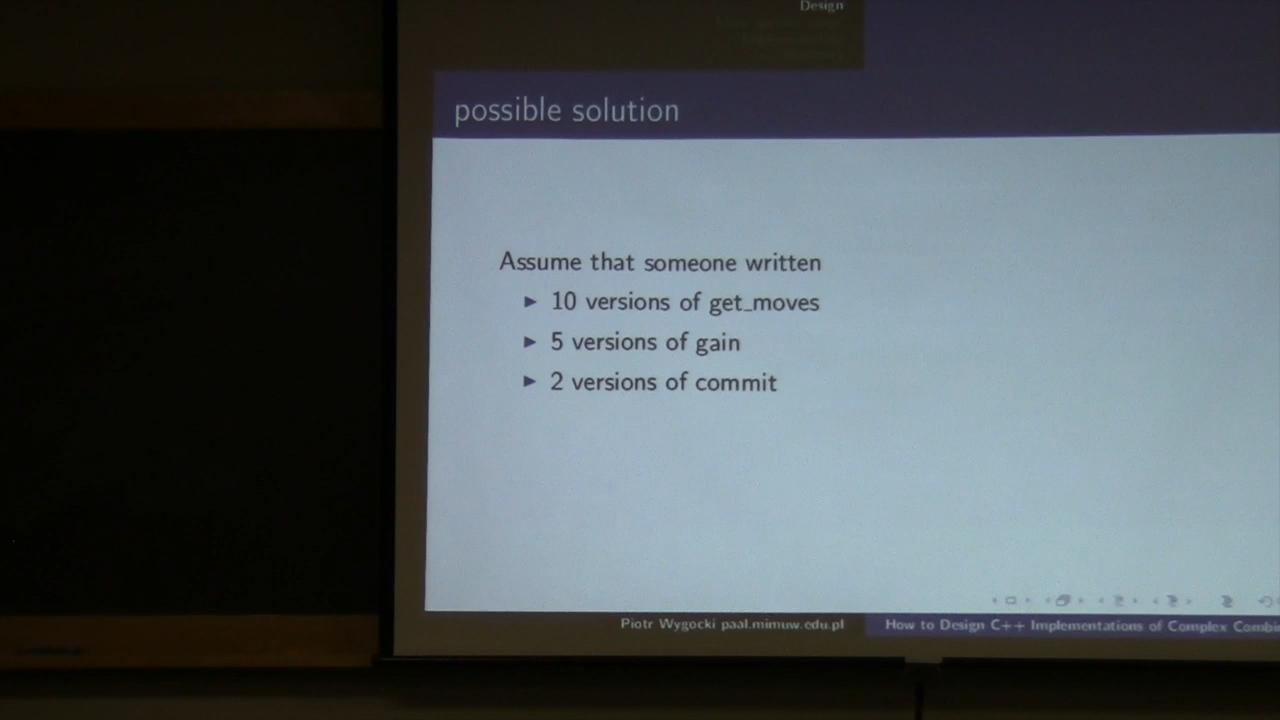 Design
possible solution
Assume that someone written
10 versions of get_moves
5 versions of gain
2 versions of commit
Piotr Wygocki paal.mimuw.edu.pl
How to Design C++ Implementations of Complex